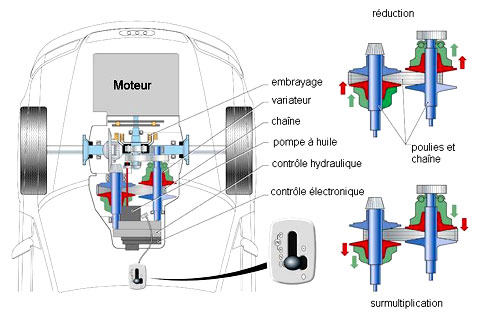 réduction
Moteur
embrayage
variateur
chaîne
pompe à huile
contrôle hydraulique
contrôle électronique
poulies et
chaîne
surmultiplication